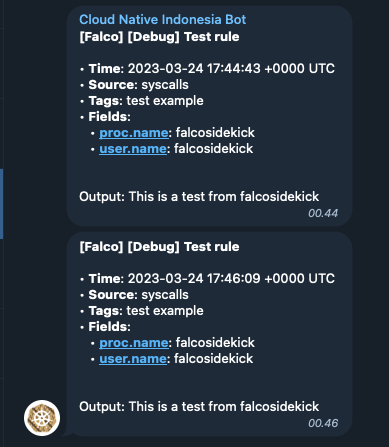 Cloud Native Indonesia Bot
[Falco] [Debug] Test rule
• Time: 2023-03-24 17:44:43 +0000 UTC
• Source: syscalls
• Tags: test example
• Fields:
• proc.name: falcosidekick
• user.name: falcosidekick
Output: This is a test from falcosidekick
00.44
[Falco] [Debug] Test rule
• Time: 2023-03-24 17:46:09 +0000 UTC
• Source: syscalls
• Tags: test example
• Fields:
• proc.name: falcosidekick
• user.name: falcosidekick
Output: This is a test from falcosidekick
00.46